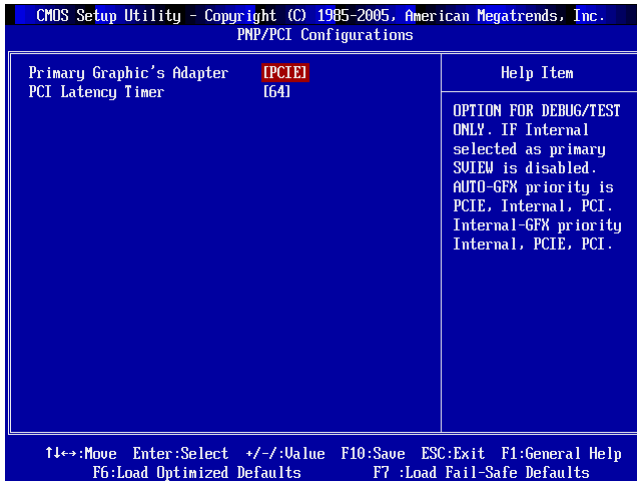 CMOS Setup Utility - Copyright (C) 1985-2005, American Megatrends, Inc.
PNP/PCI Configurations
Primary Graphic's Adapter [PCIE]
PCI Latency Timer [64]
Help Item
OPTION FOR DEBUG/TEST
ONLY. IF Internal
selected as primary
SVIEW is disabled.
AUTO-GFX priority is
PCIE, Internal, PCI.
Internal-GFX priority
Internal, PCIE, PCI.
↑↓↔:Move Enter:Select +/-/:Value F10:Save ESC:Exit F1:General Help
F6:Load Optimized Defaults F7 :Load Fail-Safe Defaults